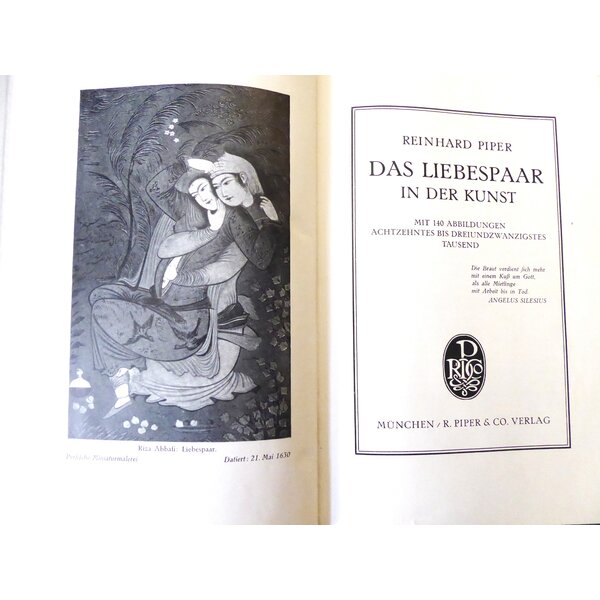 Riza Abbasi: Liebespaar.
Persische Miniaturmalerei Datiert: 21. Mai 1630
REINHARD PIPER
DAS LIEBESPAAR
IN DER KUNST
MIT 140 ABBILDUNGEN
ACHTZEHNTES BIS DREIUNDZWANZIGSTES
TAUSEND
Die Braut verdient sich mehr
mit einem Kuß um Gott,
als alle Mietlinge
mit Arbeit bis in Tod.
ANGELUS SILESIUS
P
R P & CO
MÜNCHEN / R. PIPER & CO. VERLAG